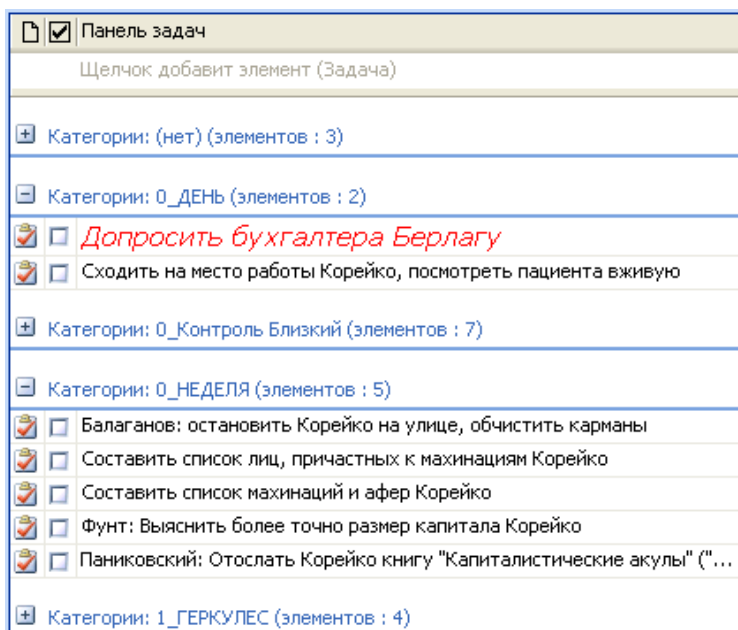 Панель задач
Щелчок добавит элемент (Задача)
Категории: (нет) (элементов : 3)
Категории: 0_ДЕНЬ (элементов : 2)
Допросить бухгалтера Берлагу
Сходить на место работы Корейко, посмотреть пациента вживую
Категории: 0_Контроль Близкий (элементов : 7)
Категории: 0_НЕДЕЛЯ (элементов : 5)
Балаганов: остановить Корейко на улице, обчистить карманы
Составить список лиц, причастных к махинациям Корейко
Составить список махинаций и афер Корейко
Фунт: Выяснить более точно размер капитала Корейко
Паниковский: Отослать Корейко книгу "Капиталистические акулы" ("...
Категории: 1_ГЕРКУЛЕС (элементов : 4)